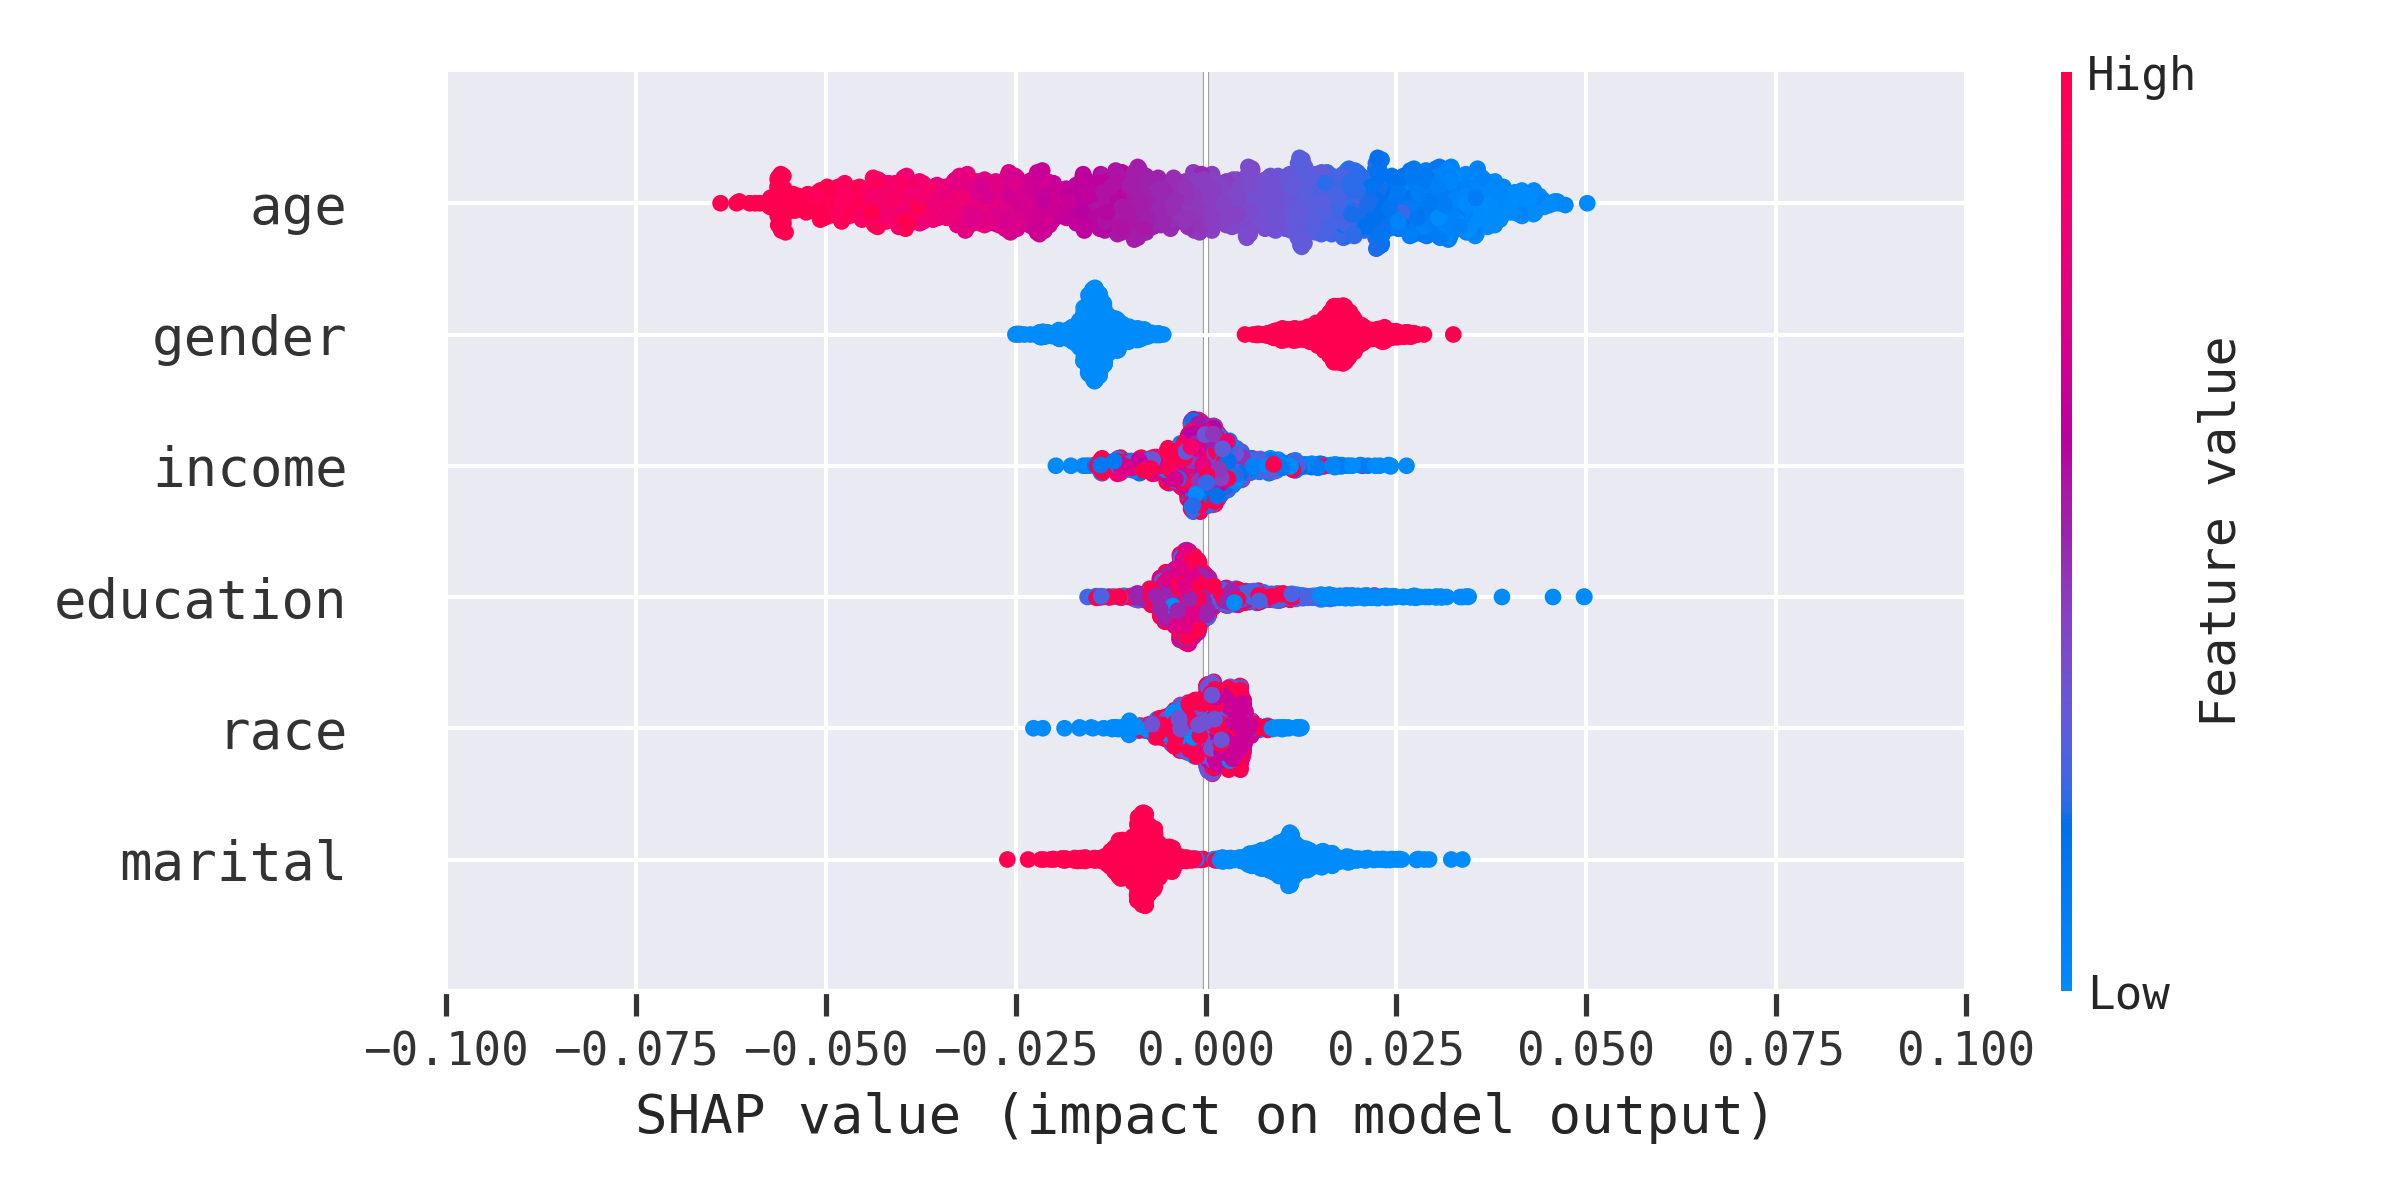 High
age
gender
income
education
race
marital
Low
Feature value
−0.100 −0.075 −0.050 −0.025 0.000 0.025 0.050 0.075 0.100
SHAP value (impact on model output)